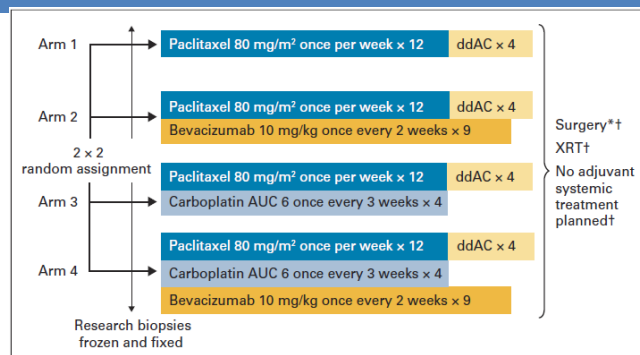 Arm 1
Paclitaxel 80 mg/m² once per week × 12
ddAC × 4
Arm 2
Paclitaxel 80 mg/m² once per week × 12
ddAC × 4
Bevacizumab 10 mg/kg once every 2 weeks × 9
2 × 2
random assignment
Arm 3
Paclitaxel 80 mg/m² once per week × 12
ddAC × 4
Carboplatin AUC 6 once every 3 weeks × 4
Arm 4
Paclitaxel 80 mg/m² once per week × 12
ddAC × 4
Carboplatin AUC 6 once every 3 weeks × 4
Bevacizumab 10 mg/kg once every 2 weeks × 9
Research biopsies
frozen and fixed
Surgery*†
XRT†
No adjuvant
systemic
treatment
planned†